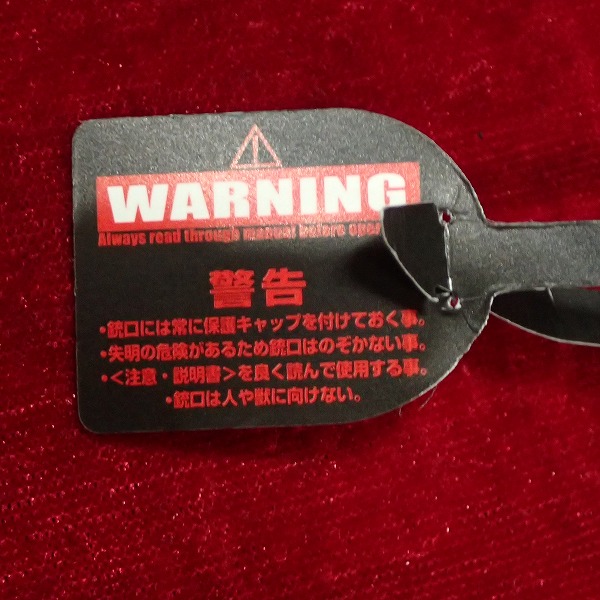 WARNING
Always read through manual before oper
警告
・銃口には常に保護キャップを付けておく事。
・失明の危険があるため銃口はのぞかない事。
・<注意・説明書>を良く読んで使用する事。
・銃口は人や獣に向けない。